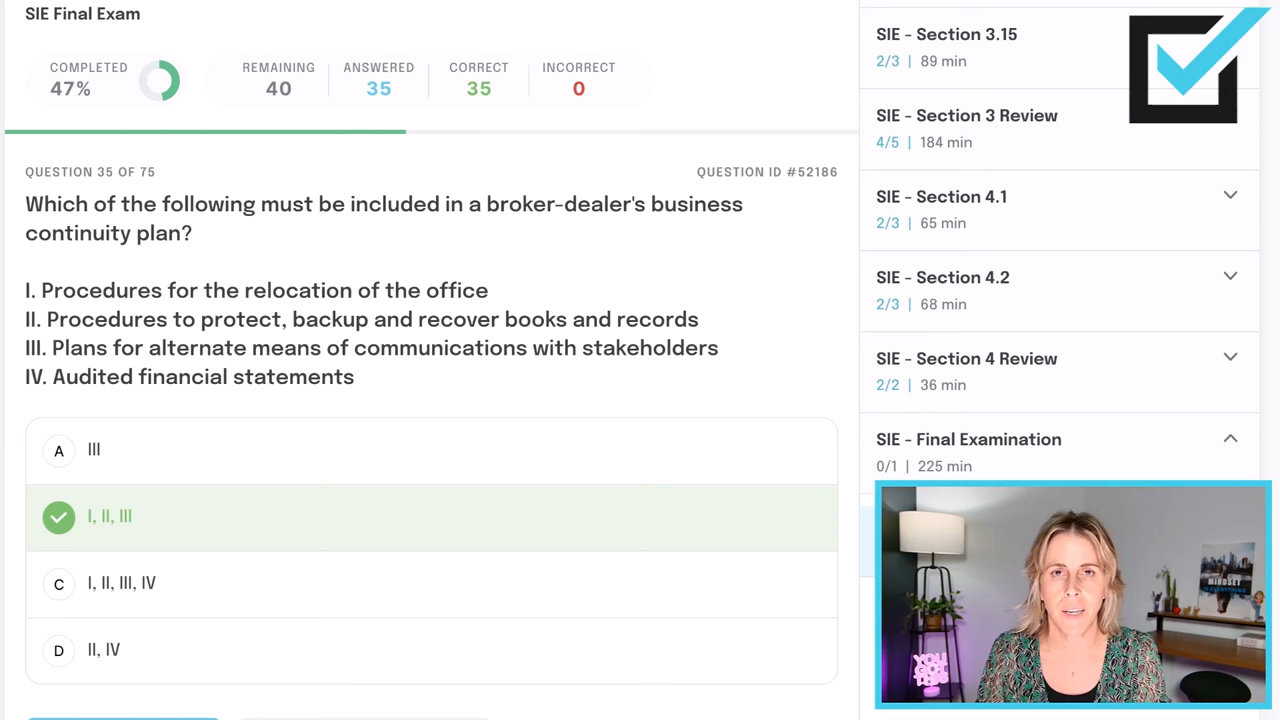 SIE Final Exam
COMPLETED
47%
REMAINING
40
ANSWERED
35
CORRECT
35
INCORRECT
0
QUESTION 35 OF 75
QUESTION ID #52186
Which of the following must be included in a broker-dealer's business
continuity plan?
I. Procedures for the relocation of the office
II. Procedures to protect, backup and recover books and records
III. Plans for alternate means of communications with stakeholders
IV. Audited financial statements
A III
I, II, III
C I, II, III, IV
D II, IV
SIE - Section 3.15
2/3 | 89 min
SIE - Section 3 Review
4/5 | 184 min
SIE - Section 4.1
2/3 | 65 min
SIE - Section 4.2
2/3 | 68 min
SIE - Section 4 Review
2/2 | 36 min
SIE - Final Examination
0/1 | 225 min
MINDSET
IS EVERYTHING
YOU
GOT
THIS